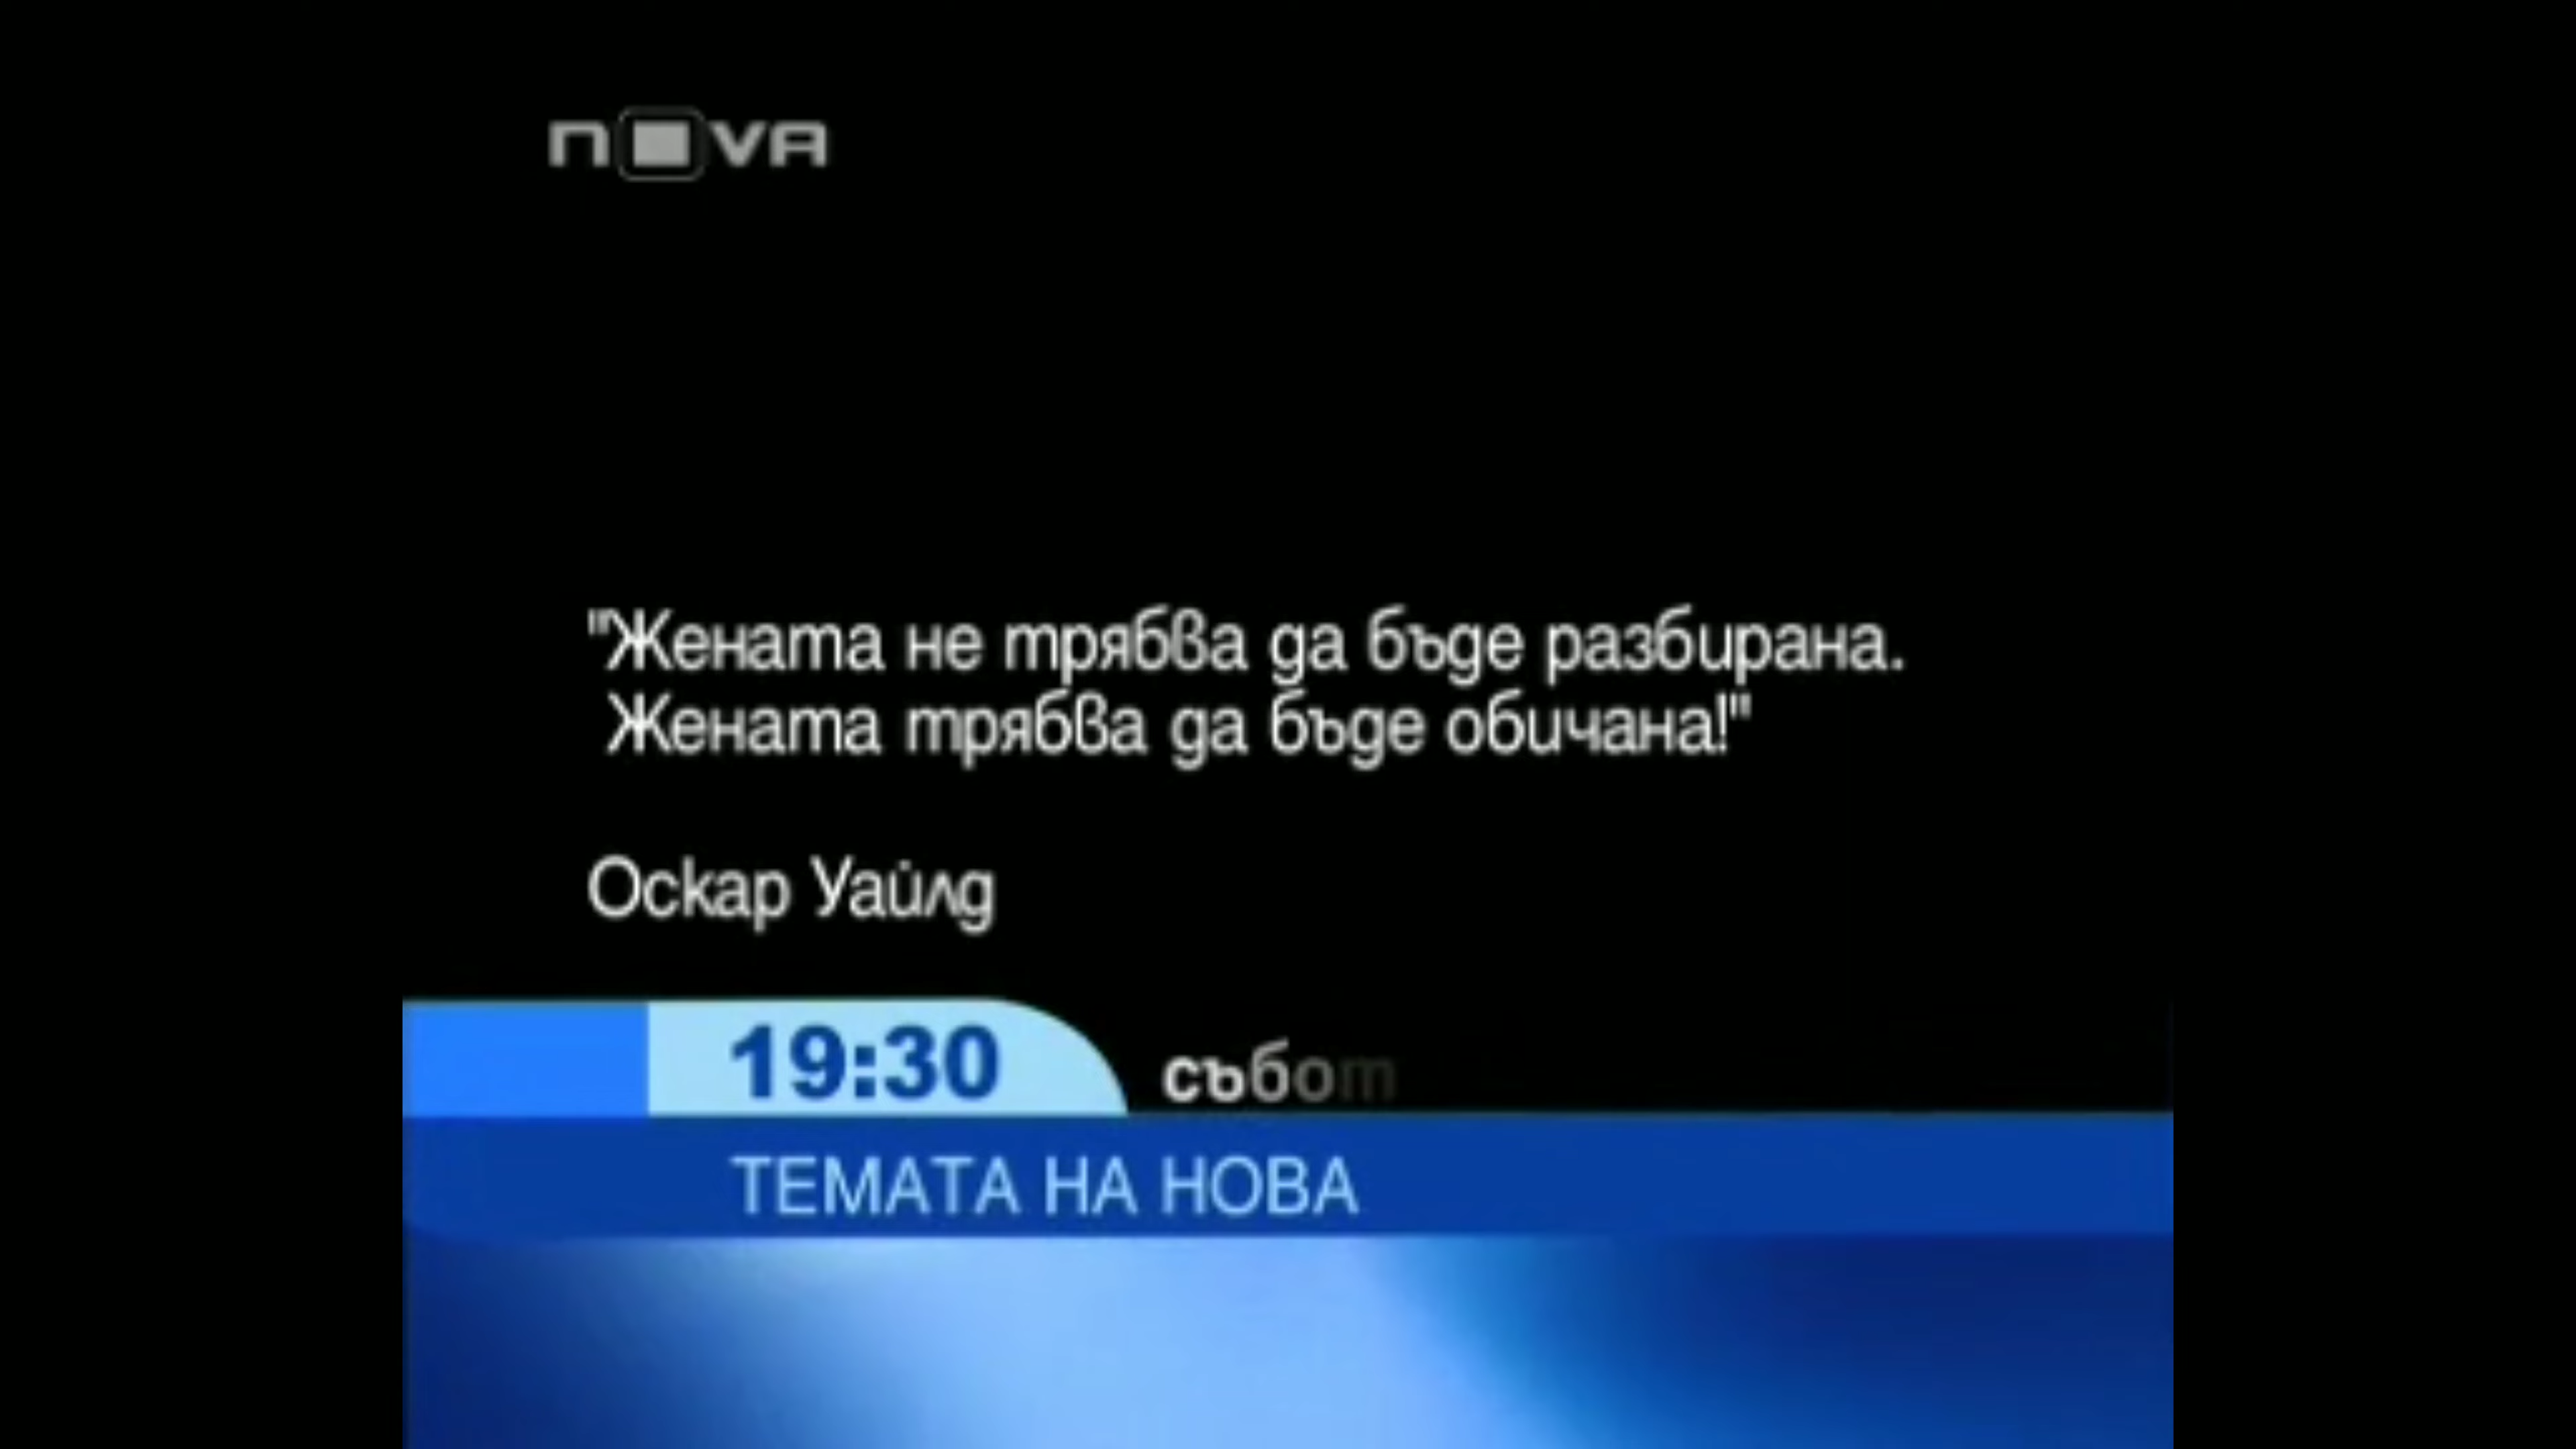 nova
"Жената не трябва да бъде разбирана.
Жената трябва да бъде обичана!"
Оскар Уайлд
19:30
събот
ТЕМАТА НА НОВА